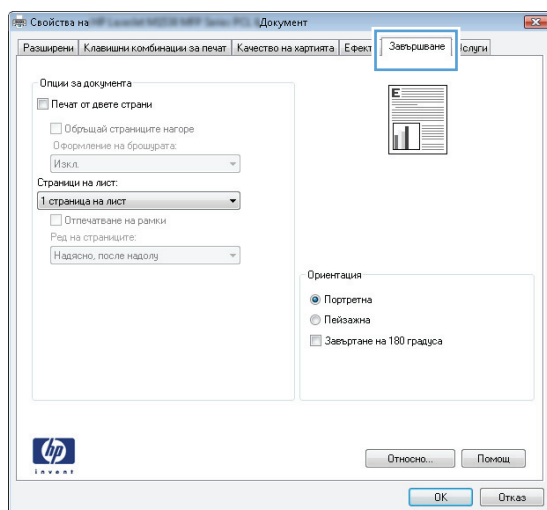 Свойства на Документ
Разширени Клавишни комбинации за печат Качество на хартията Ефект Завършване слуги
Опции за документа
Печат от двете страни
Обръщай страниците нагоре
Оформление на брошурата:
Изкл.
Страници на лист:
1 страница на лист
Отпечатване на рамки
Ред на страниците:
Надясно, после надолу
E
Ориентация
Портретна
Пейзажна
Завъртане на 180 градуса
hp
invent
Относно... Помощ
OK Отказ